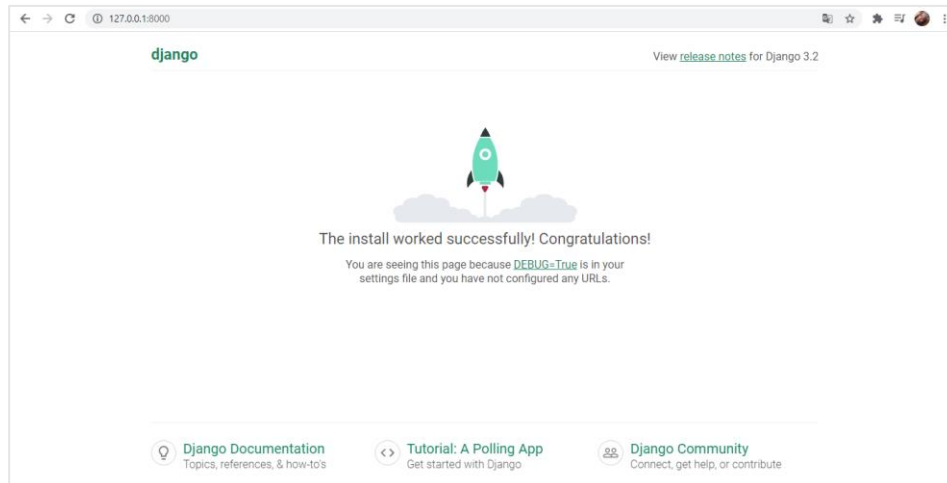 127.0.0.1:8000
django
View release notes for Django 3.2
The install worked successfully! Congratulations!
You are seeing this page because DEBUG=True is in your
settings file and you have not configured any URLs.
Django Documentation
Topics, references, & how-to's
Tutorial: A Polling App
Get started with Django
Django Community
Connect, get help, or contribute